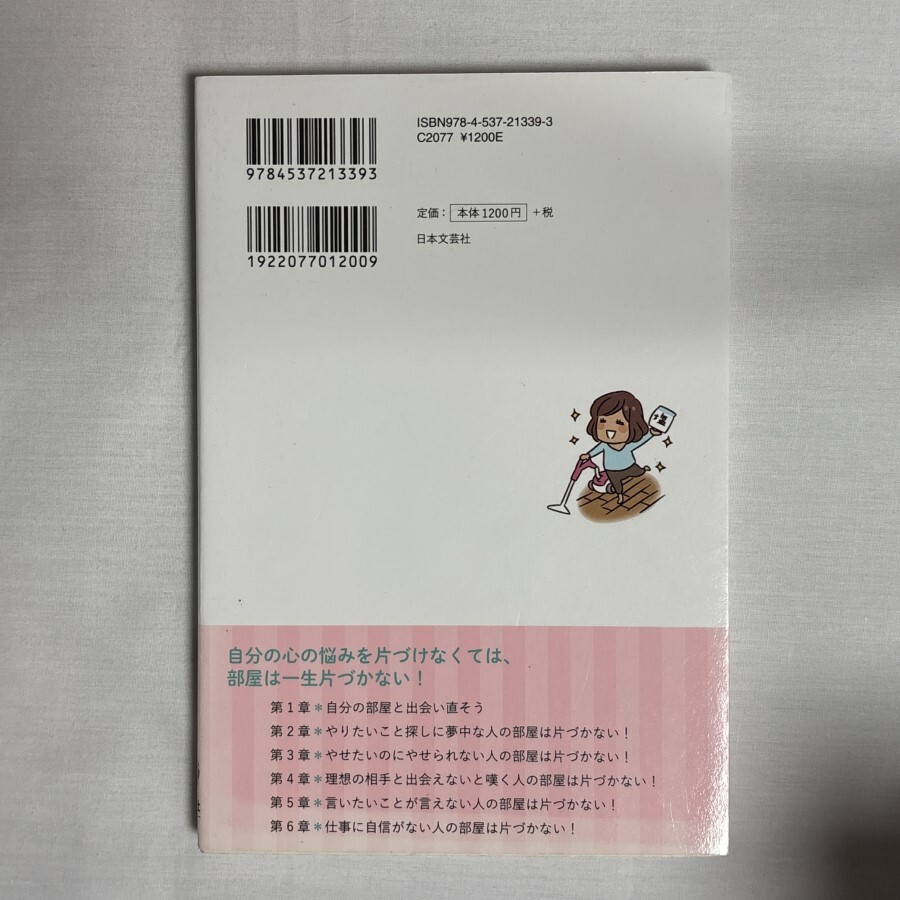 ISBN978-4-537-21339-3
C2077 ¥1200E
9784537213393
定価： 本体1200円 +税
日本文芸社
1922077012009
塩
自分の心の悩みを片づけなくては、
部屋は一生片づかない！
第1章＊自分の部屋と出会い直そう
第2章＊やりたいこと探しに夢中な人の部屋は片づかない！
第3章＊やせたいのにやせられない人の部屋は片づかない！
第4章＊理想の相手と出会えないと嘆く人の部屋は片づかない！
第5章＊言いたいことが言えない人の部屋は片づかない！
第6章＊仕事に自信がない人の部屋は片づかない！